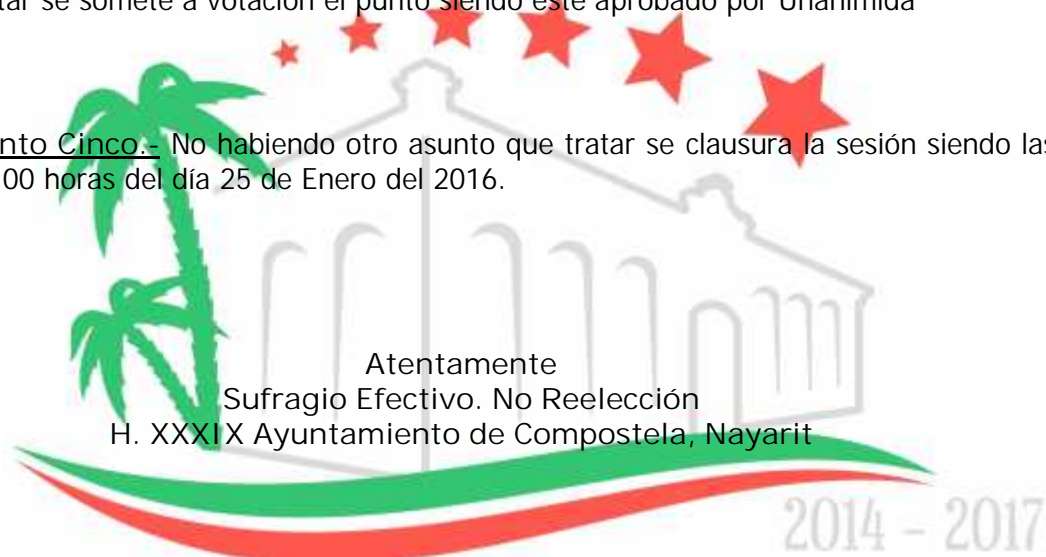 tar se somete a votación el punto siendo este aprobado por Unanimida
nto Cinco.- No habiendo otro asunto que tratar se clausura la sesión siendo las
00 horas del día 25 de Enero del 2016.
Atentamente
Sufragio Efectivo. No Reelección
H. XXXIX Ayuntamiento de Compostela, Nayarit
2014 - 2017